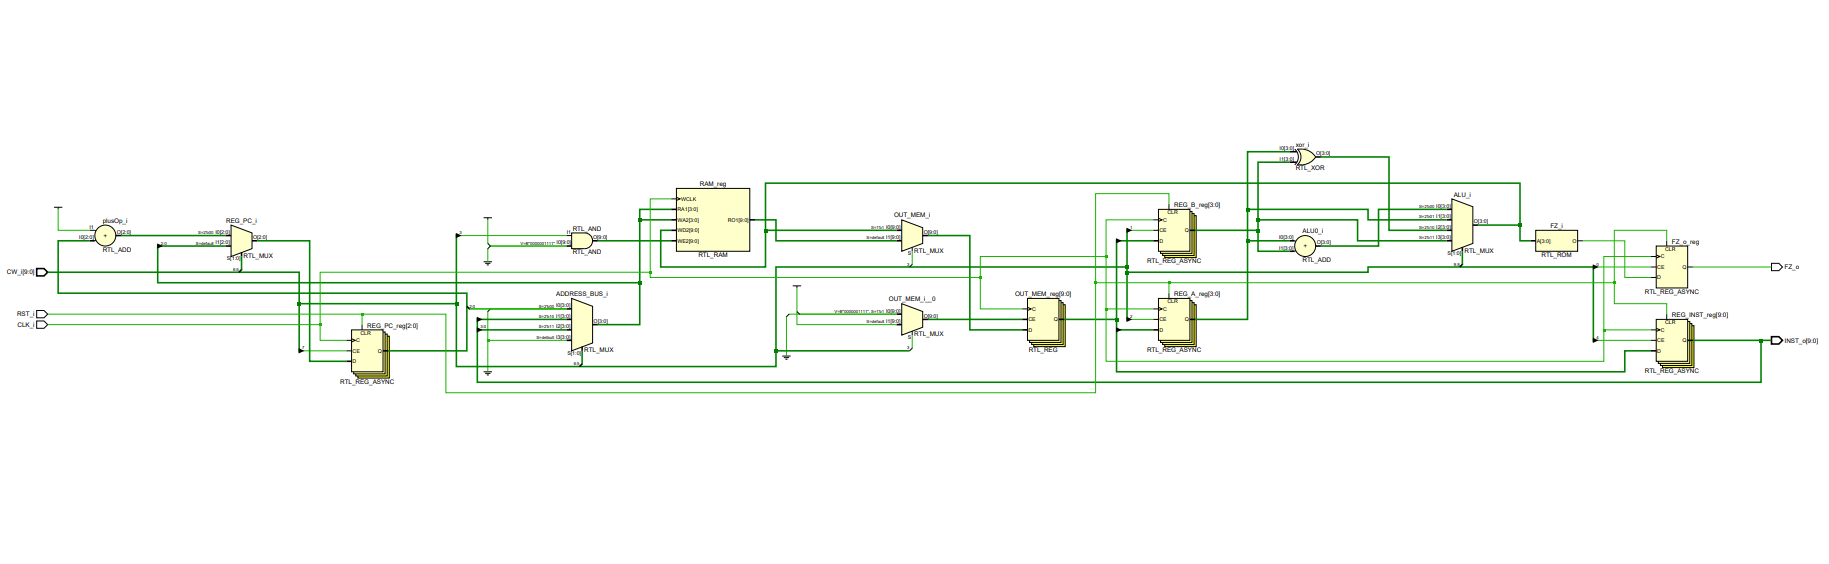 CW_i[9:0]
RST_i
CLK_i
plusOp_i
I1
I0[2:0]
+
O[2:0]
RTL_ADD
REG_PC_i
S=2'b00 I0[2:0]
S=default I1[2:0]
O[2:0]
S[1:0]
RTL_MUX
REG_PC_reg[2:0]
CLR
C
CE
D
Q
RTL_REG_ASYNC
RTL_AND
I1
I0[9:0]
O[9:0]
RTL_AND
ADDRESS_BUS_i
S=2'b00 I0[3:0]
S=2'b10 I1[3:0]
S=2'b11 I2[3:0]
S=default I3[3:0]
O[3:0]
S[1:0]
RTL_MUX
RAM_reg
WCLK
RA1[3:0]
WA2[3:0]
WD2[9:0]
WE2[9:0]
RO1[9:0]
RTL_RAM
OUT_MEM_i
S=1'b1 I0[9:0]
S=default I1[9:0]
O[9:0]
S
RTL_MUX
OUT_MEM_i__0
I0[9:0]
S=default I1[9:0]
O[9:0]
S
RTL_MUX
OUT_MEM_reg[9:0]
C
CE
D
Q
RTL_REG
REG_B_reg[3:0]
CLR
C
CE
D
Q
RTL_REG_ASYNC
REG_A_reg[3:0]
CLR
C
CE
D
Q
RTL_REG_ASYNC
xor_i
I0[3:0]
I1[3:0]
O[3:0]
RTL_XOR
ALU0_i
I0[3:0]
I1[3:0]
+
O[3:0]
RTL_ADD
ALU_i
S=2'b00 I0[3:0]
S=2'b01 I1[3:0]
S=2'b10 I2[3:0]
S=2'b11 I3[3:0]
O[3:0]
S[1:0]
RTL_MUX
FZ_i
A[3:0]
O
RTL_ROM
FZ_o_reg
CLR
C
CE
D
Q
RTL_REG_ASYNC
REG_INST_reg[9:0]
CLR
C
CE
D
Q
RTL_REG_ASYNC
FZ_o
INST_o[9:0]